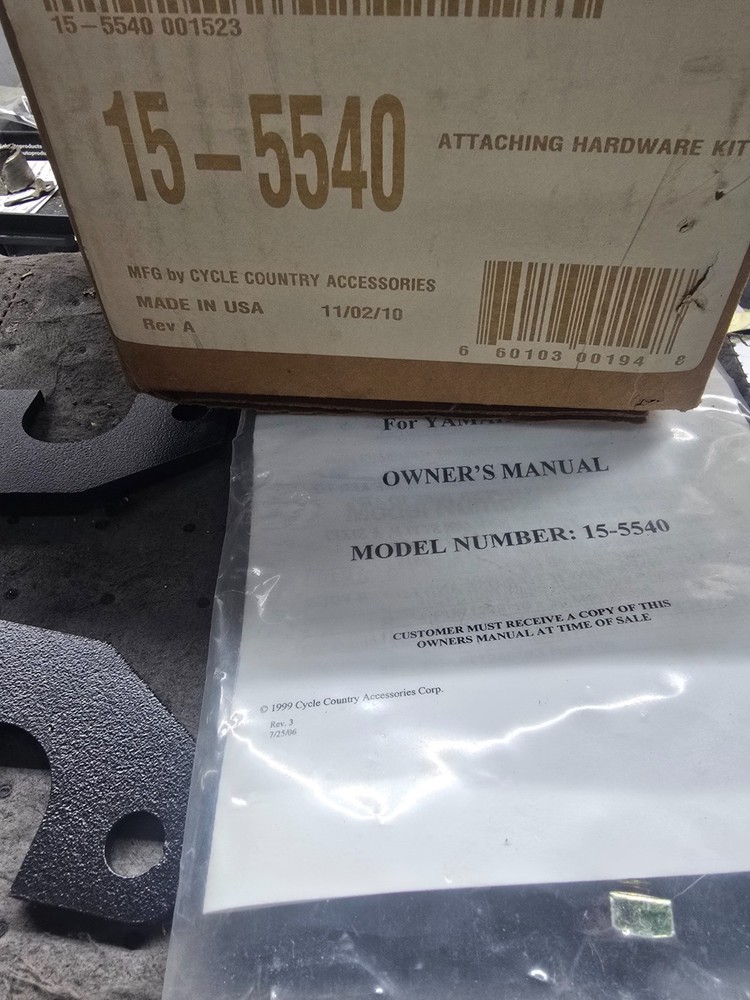 15-5540 001523
15-5540
ATTACHING HARDWARE KIT
MFG by CYCLE COUNTRY ACCESSORIES
MADE IN USA 11/02/10
Rev A
6 60103 00194 8
For
OWNER'S MANUAL
MODEL NUMBER: 15-5540
CUSTOMER MUST RECEIVE A COPY OF THIS
OWNERS MANUAL AT TIME OF SALE
© 1999 Cycle Country Accessories Corp.
Rev. 3
7/25/06